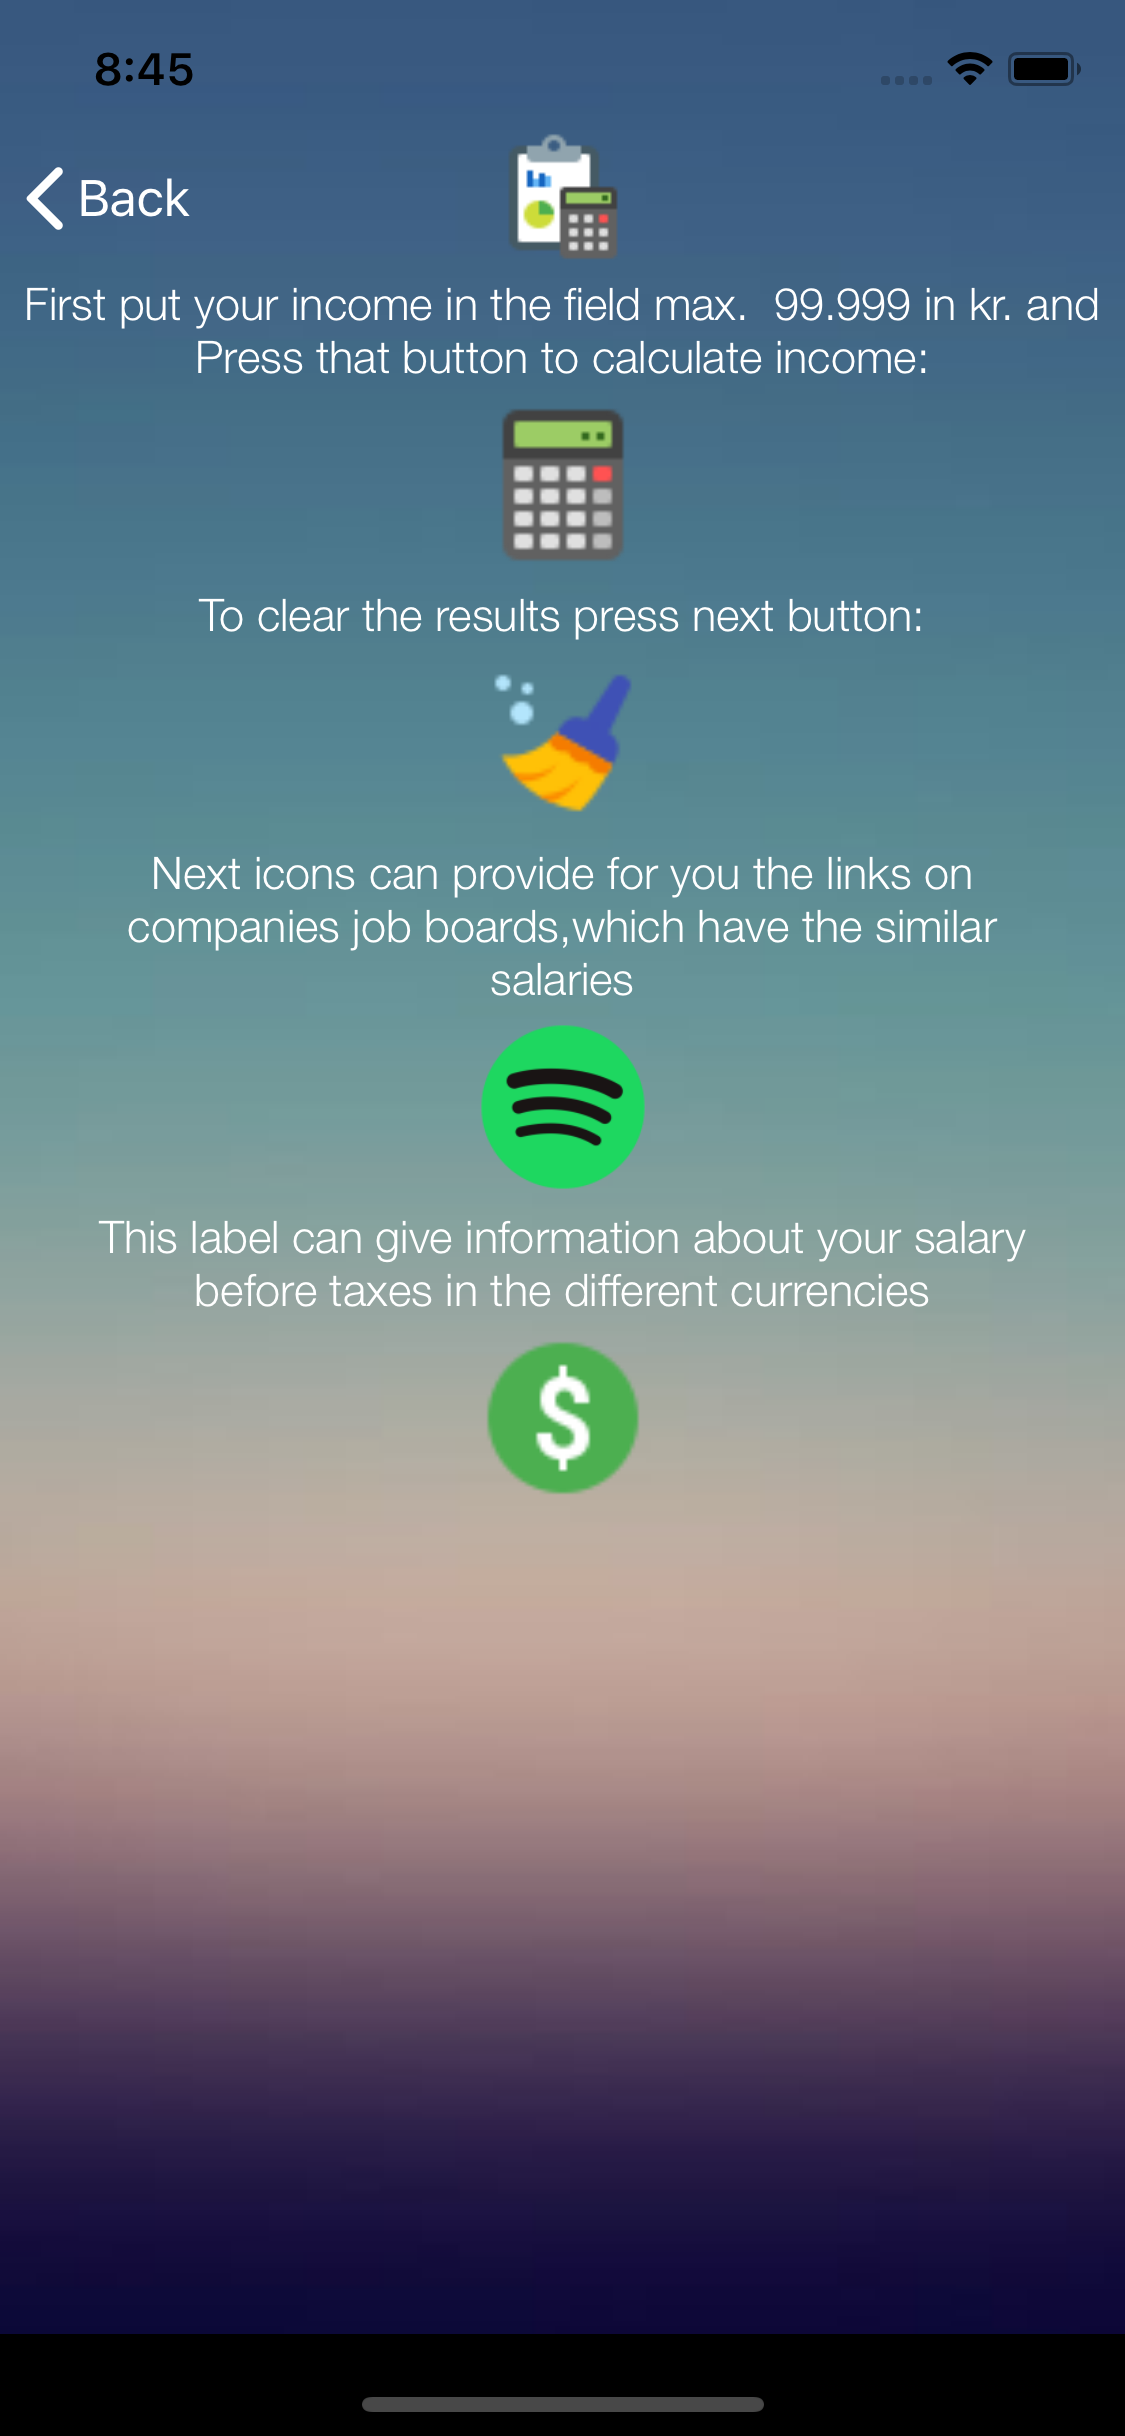 8:45
Back
First put your income in the field max.  99.999 in kr. and
Press that button to calculate income:
To clear the results press next button:
Next icons can provide for you the links on
companies job boards,which have the similar
salaries
This label can give information about your salary
before taxes in the different currencies
$